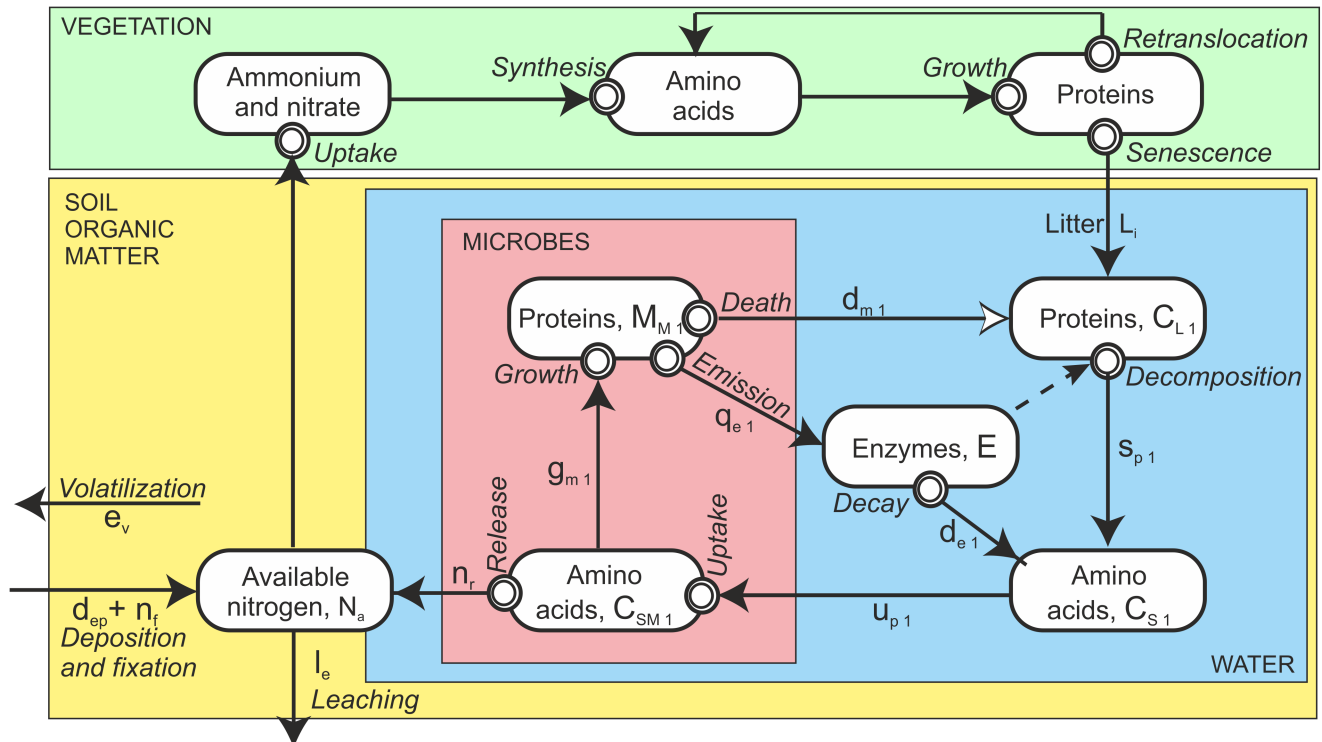 VEGETATION
Retranslocation
Synthesis
Growth
Ammonium
and nitrate
Amino
acids
Proteins
Uptake
Senescence
SOIL
ORGANIC
MATTER
Litter L_i
MICROBES
Proteins, M_M 1
Death
d_m 1
Proteins, C_L 1
Growth
Emission
q_e 1
Decomposition
Enzymes, E
g_m 1
s_p 1
Volatilization
e_v
Release
Uptake
Decay
d_e 1
Available
nitrogen, N_a
n_r
Amino
acids, C_SM 1
u_p 1
Amino
acids, C_S 1
d_ep + n_f
Deposition
and fixation
l_e
Leaching
WATER